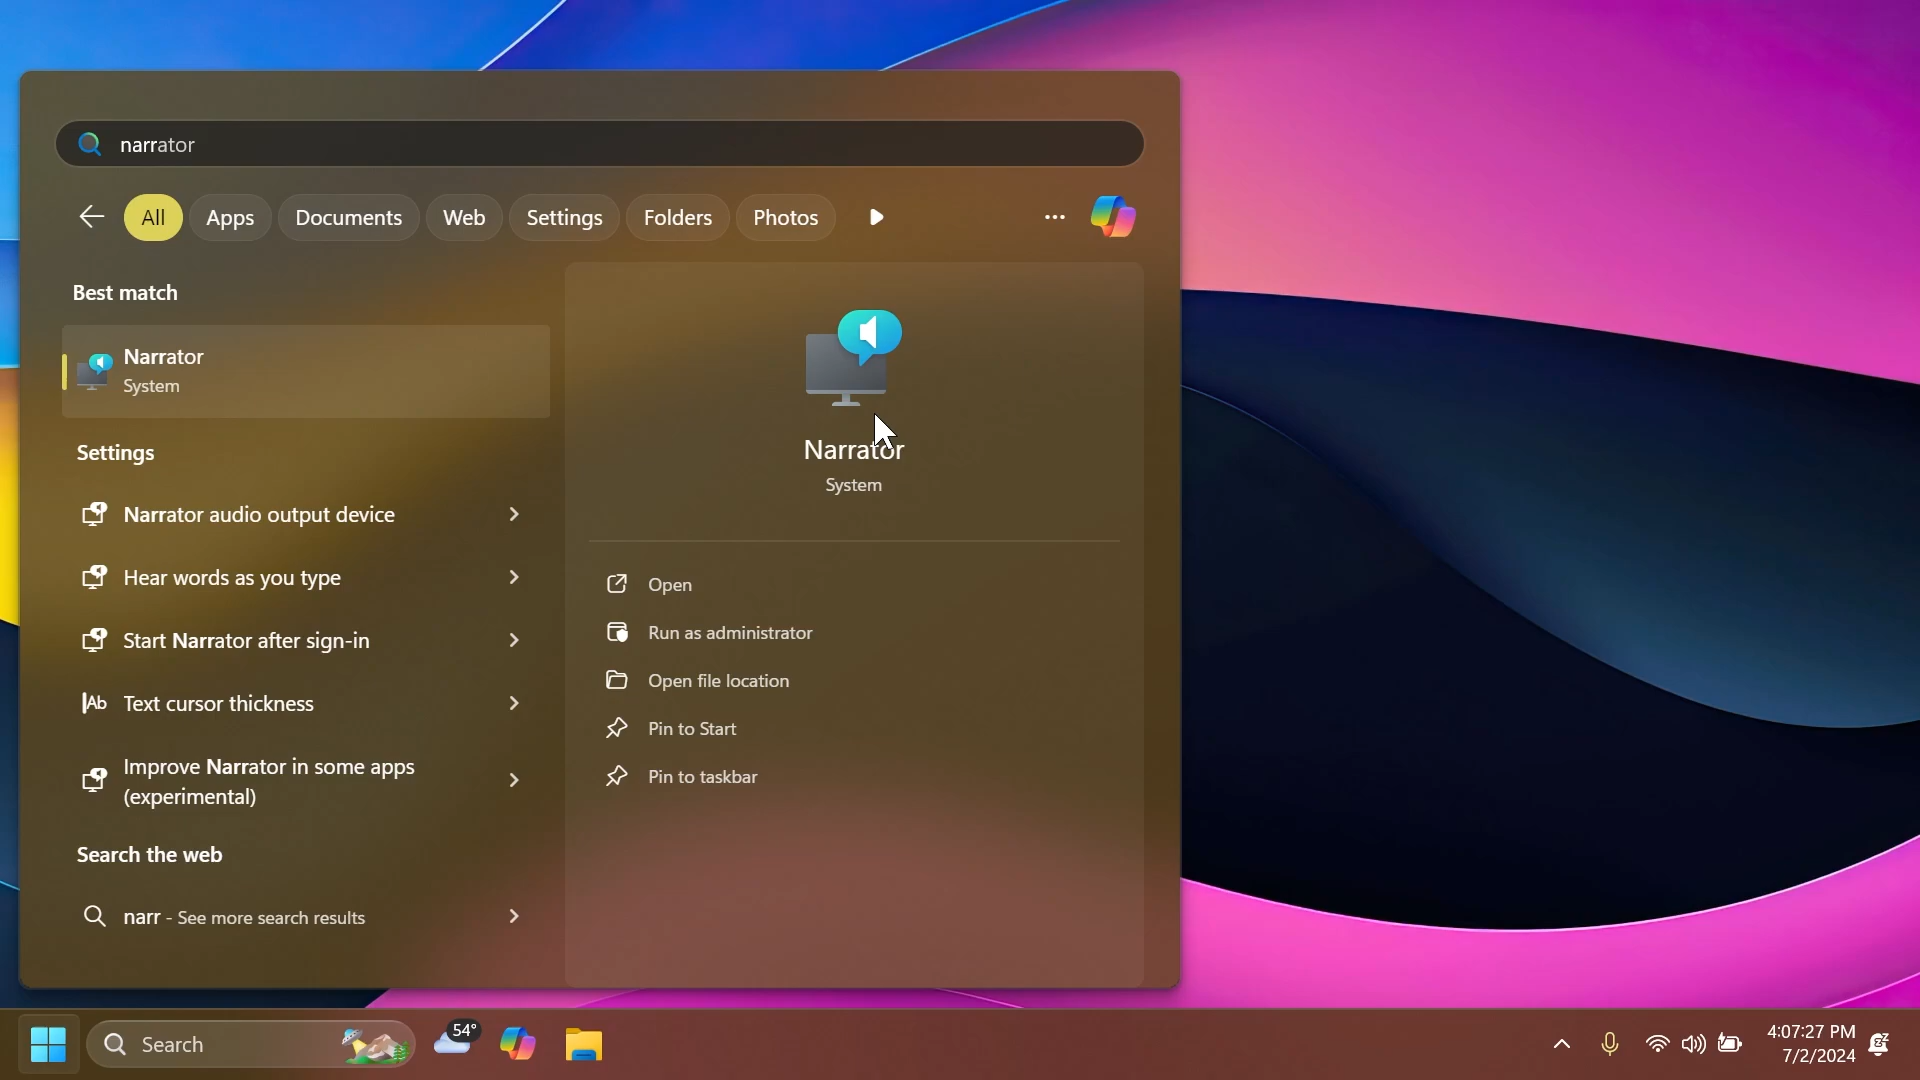 narrator
All Apps Documents Web Settings Folders Photos
Best match
Narrator
System
Settings
Narrator audio output device
Hear words as you type
Start Narrator after sign-in
Ab Text cursor thickness
Improve Narrator in some apps
(experimental)
Search the web
narr - See more search results
Narrator
System
Open
Run as administrator
Open file location
Pin to Start
Pin to taskbar
Search
54°
4:07:27 PM
7/2/2024